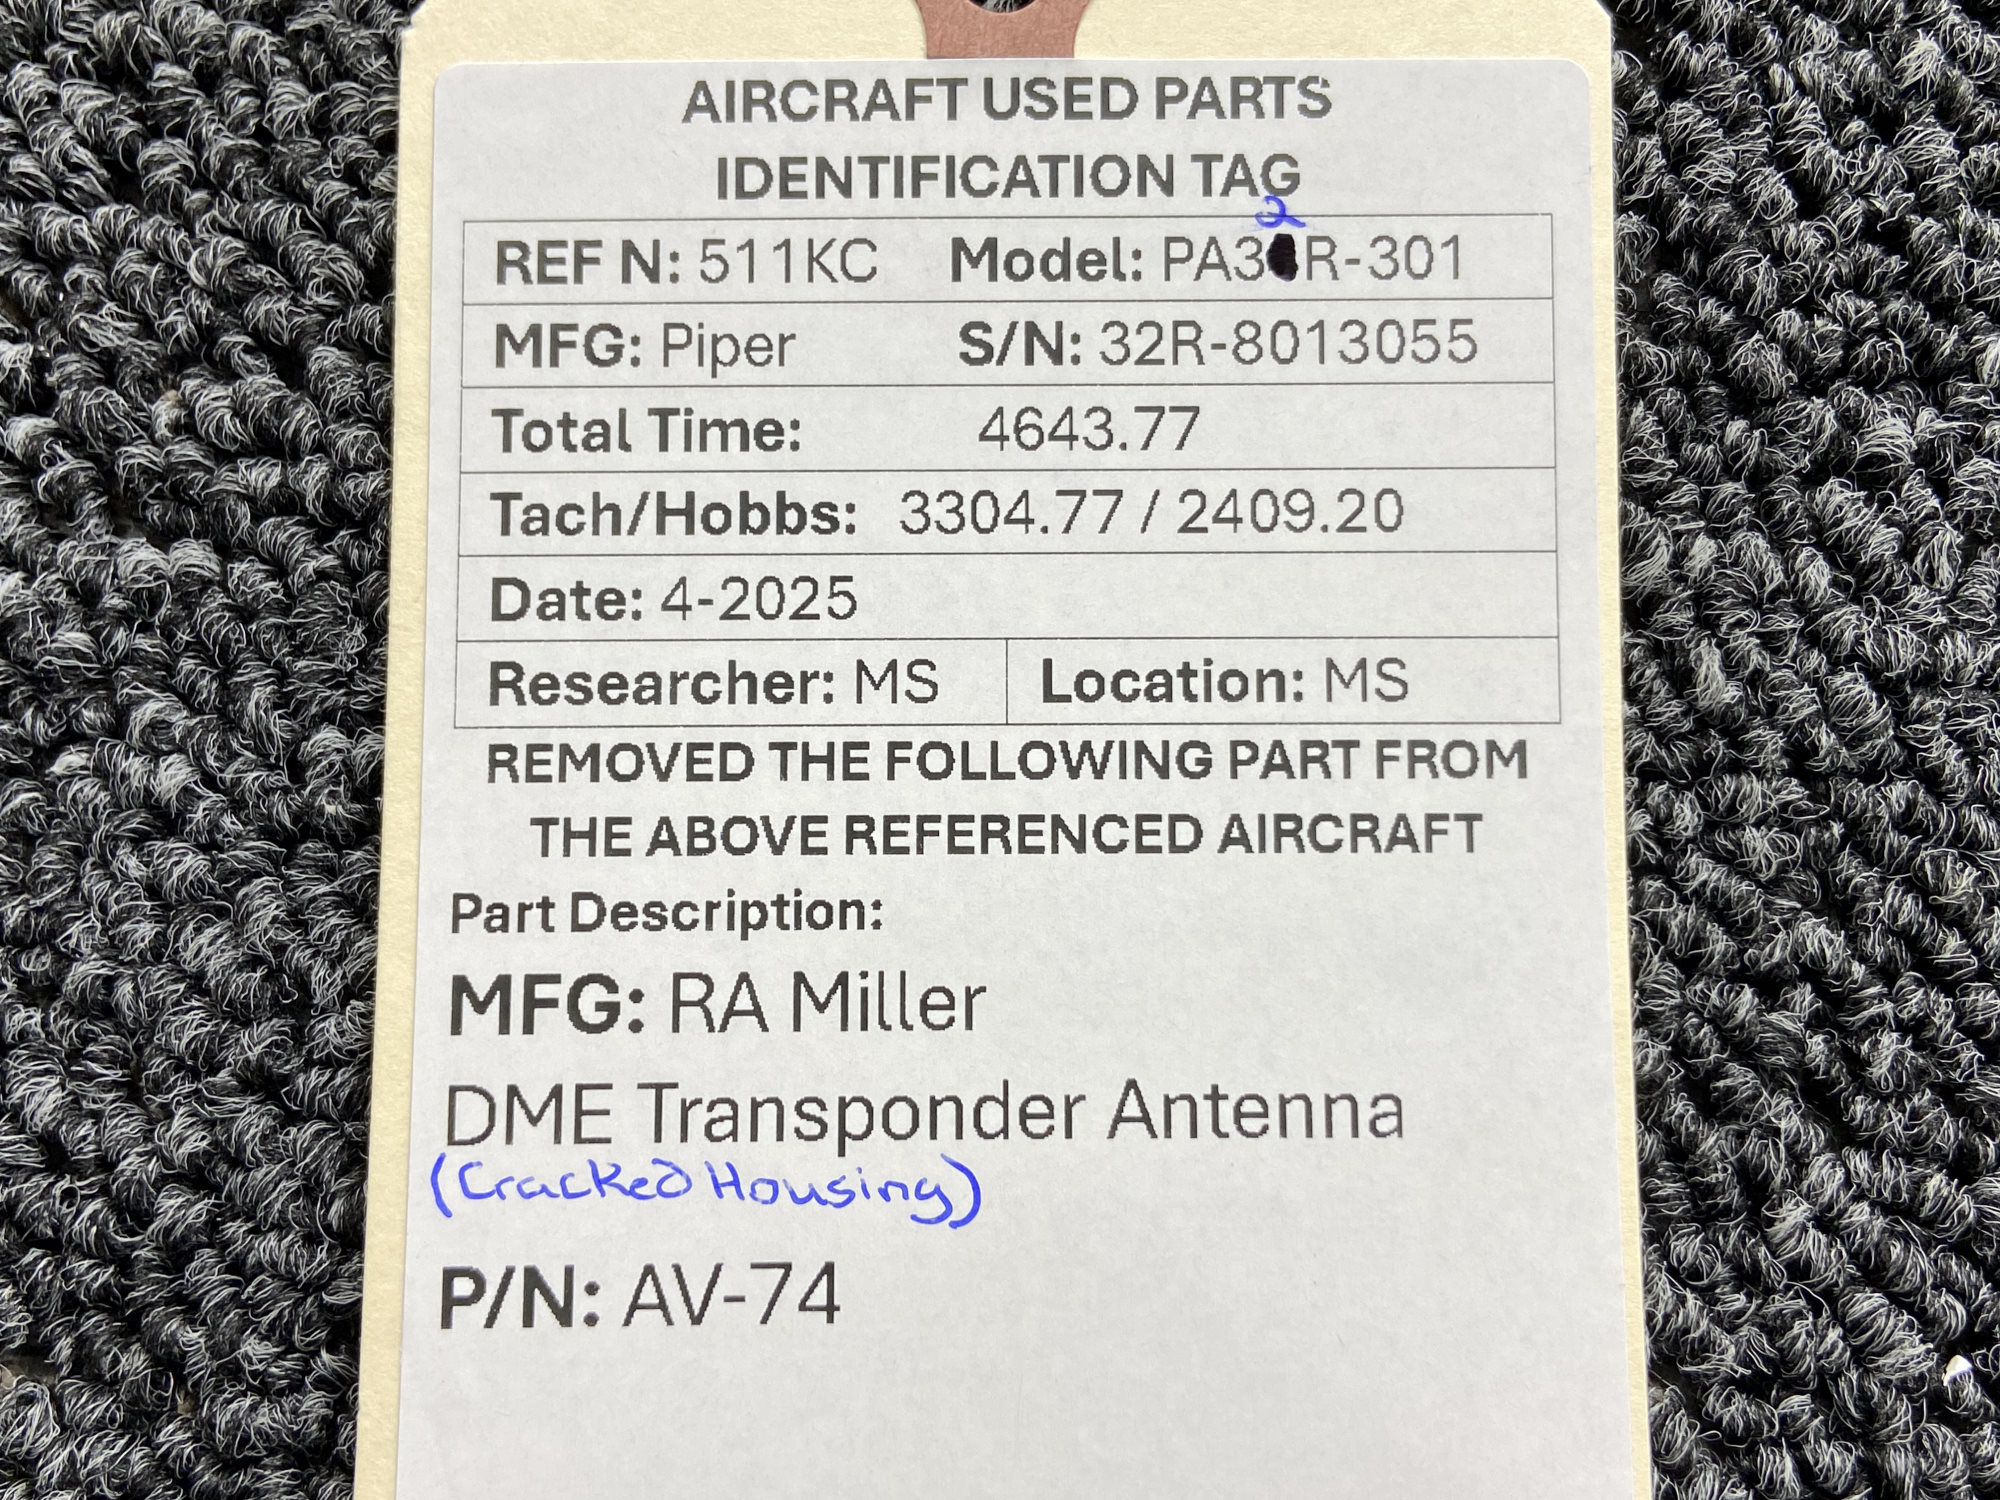 AIRCRAFT USED PARTS
IDENTIFICATION TAG
2
REF N: 511KC Model: PA3R-301
MFG: Piper S/N: 32R-8013055
Total Time: 4643.77
Tach/Hobbs: 3304.77 / 2409.20
Date: 4-2025
Researcher: MS Location: MS
REMOVED THE FOLLOWING PART FROM
THE ABOVE REFERENCED AIRCRAFT
Part Description:
MFG: RA Miller
DME Transponder Antenna
(Cracked Housing)
P/N: AV-74